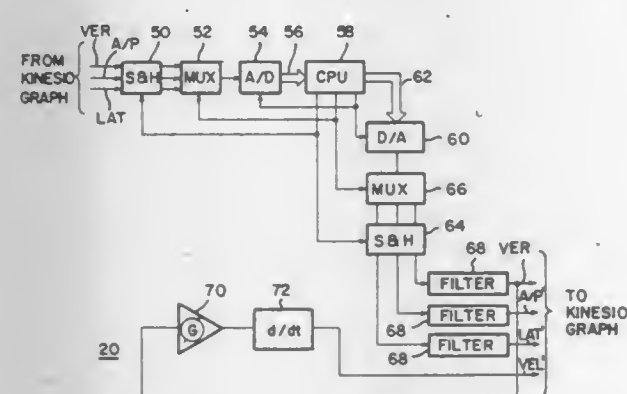 VER
A/P
50 52 54 56 58
FROM
KINESIO
GRAPH
S&H MUX A/D CPU
LAT
62
D/A
60
MUX
66
S&H
64
68 VER'
FILTER
A/P'
TO
KINESIO
GRAPH
70 72
68 FILTER
G d/dt
FILTER LAT'
68
20
VEL'